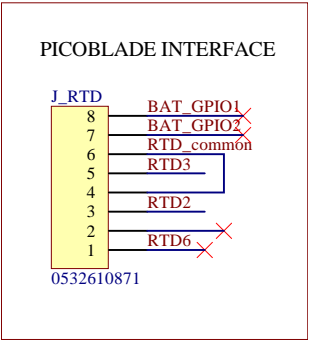 PICOBLADE INTERFACE
J_RTD
8 BAT_GPIO1
7 BAT_GPIO2
6 RTD_common
5 RTD3
4
3 RTD2
2
1 RTD6
0532610871